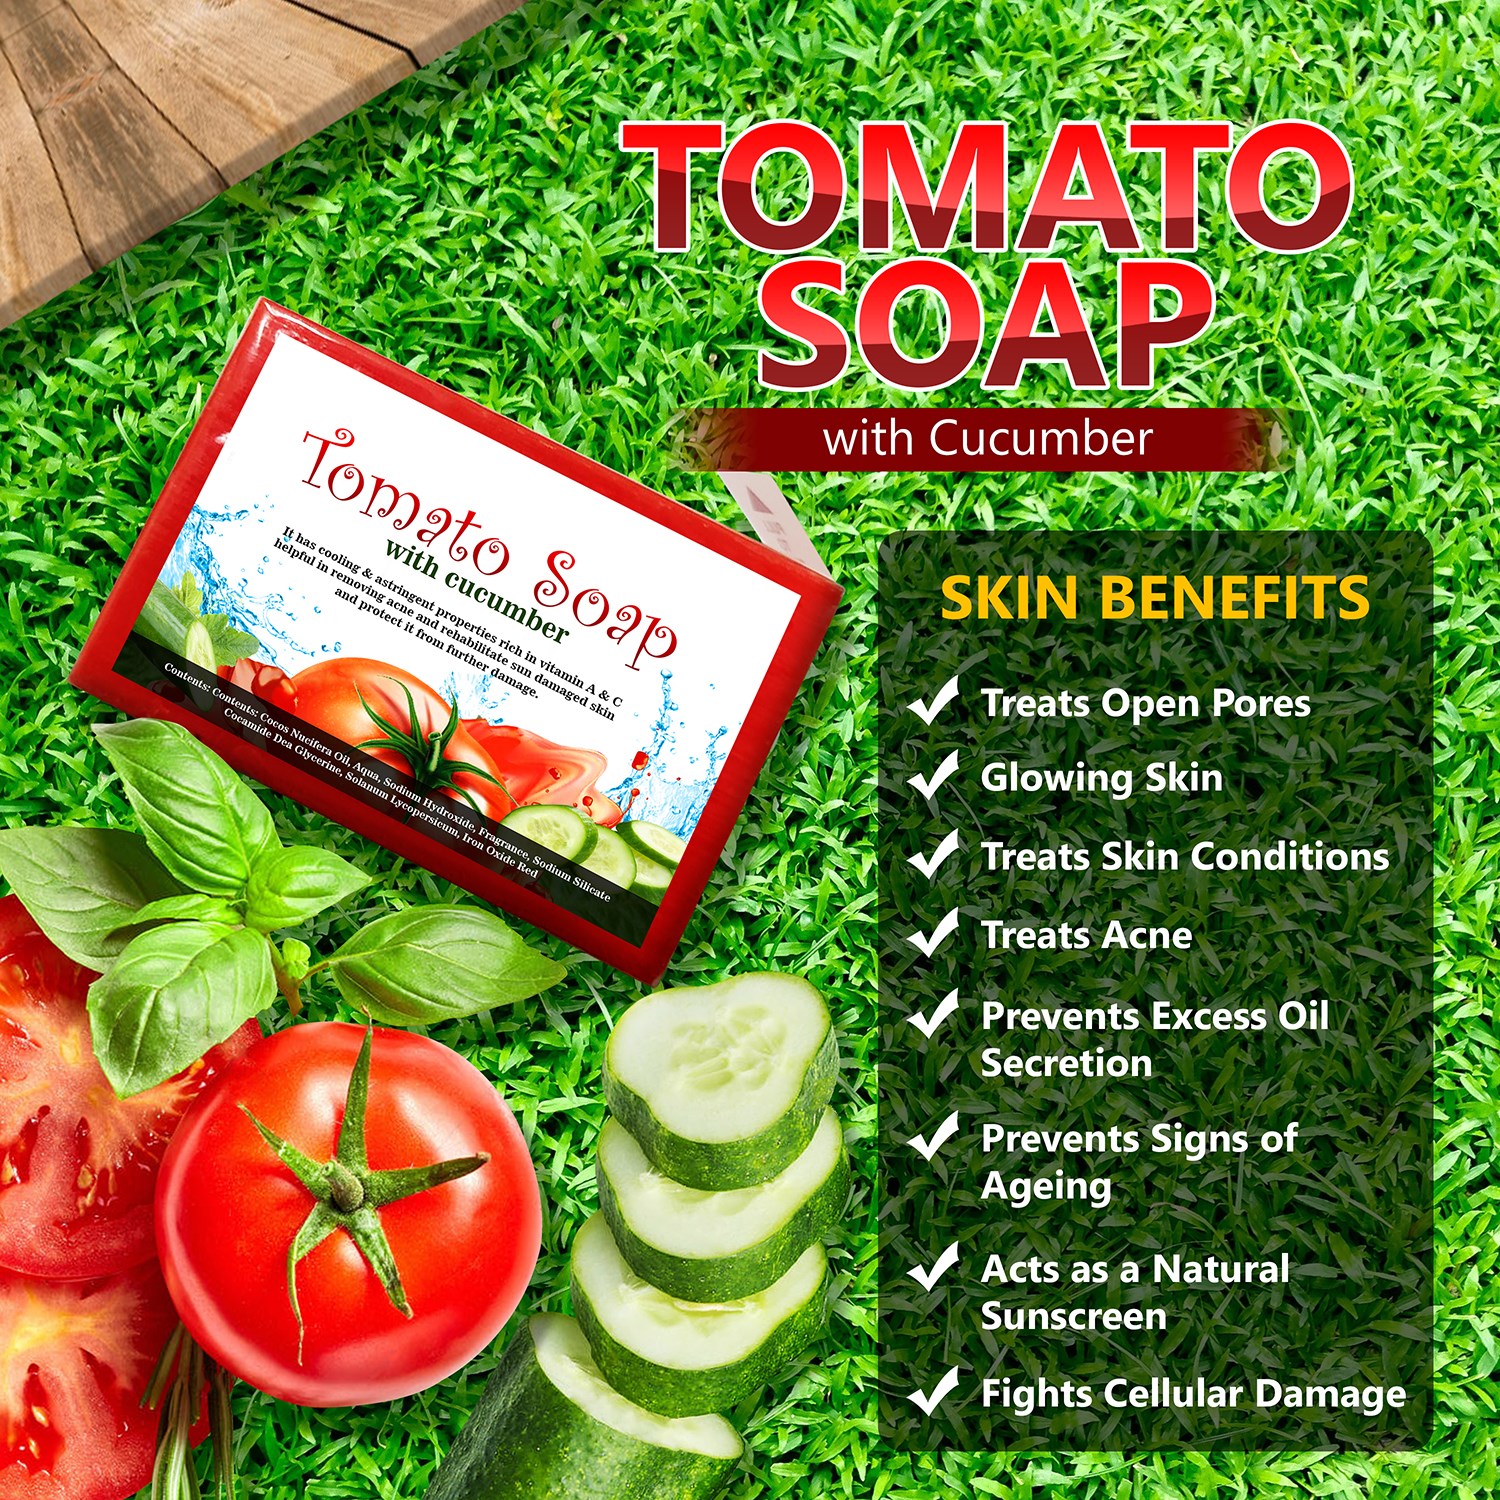 TOMATO
SOAP
with Cucumber
Tomato Soap
with cucumber
It has cooling & astringent properties rich in vitamin A & C
helpful in removing acne and rehabilitate sun damaged skin
and protect it from further damage.
Contents: Contents: Cocos Nucifera Oil, Aqua, Sodium Hydroxide, Fragrance, Sodium Silicate
Cocamide Dea Glycerine, Solanum Lycopersicum, Iron Oxide Red
SKIN BENEFITS
Treats Open Pores
Glowing Skin
Treats Skin Conditions
Treats Acne
Prevents Excess Oil
Secretion
Prevents Signs of
Ageing
Acts as a Natural
Sunscreen
Fights Cellular Damage